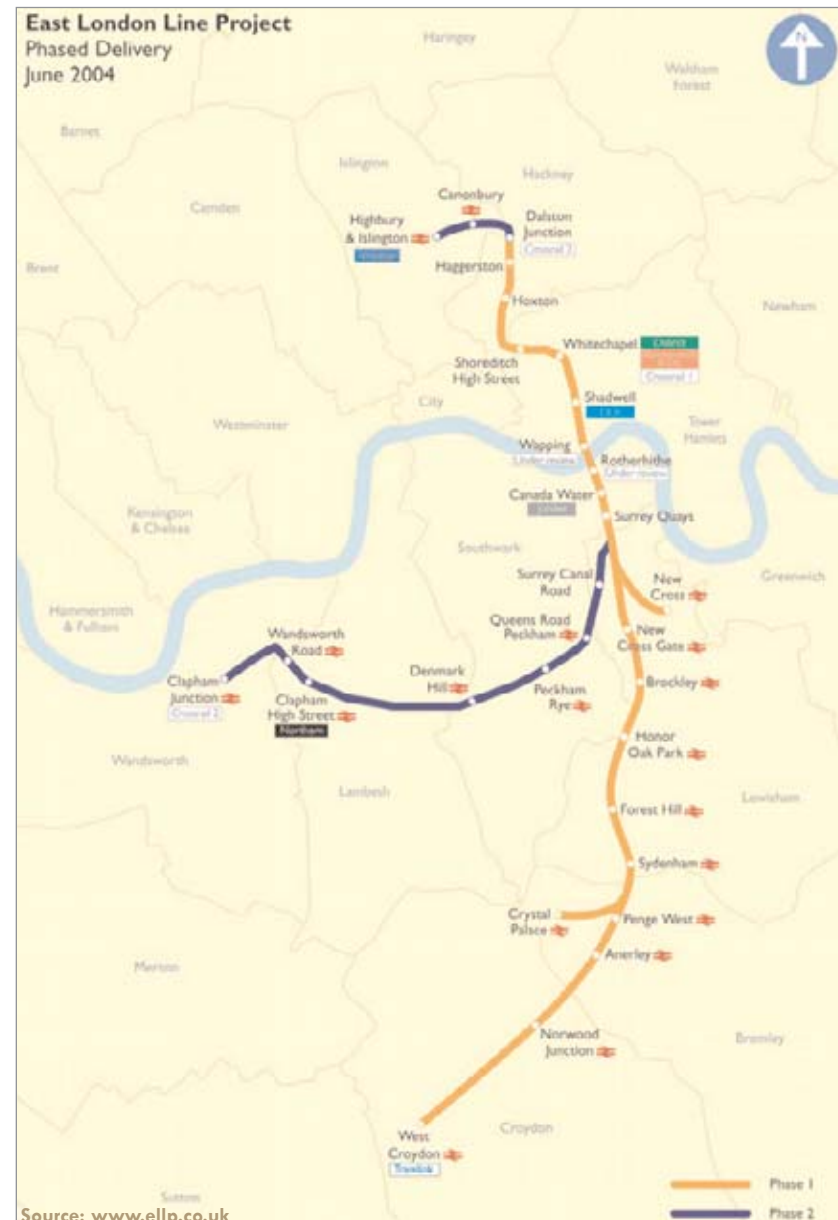 East London Line Project
Phased Delivery
June 2004
N
Haringey
Waltham
Forest
Barnet
Islington
Hackney
Camden
Canonbury
Highbury
& Islington
Dalston
Junction
Crossrail 2
Brent
Haggerston
Hoxton
Newham
Whitechapel
District
Crossrail 1
Shoreditch
High Street
City
Shadwell
DLR
Westminster
Tower
Hamlets
Wapping
Under review
Rotherhithe
Under review
Canada Water
Surrey Quays
Kensington
& Chelsea
Southwark
Surrey Canal
Road
New
Cross
Greenwich
Hammersmith
& Fulham
Queens Road
Peckham
New
Cross Gate
Wandsworth
Road
Denmark
Hill
Clapham
Junction
Crossrail 2
Clapham
High Street
Northern
Peckham
Rye
Brockley
Honor
Oak Park
Wandsworth
Lambeth
Forest Hill
Lewisham
Sydenham
Crystal
Palace
Penge West
Anerley
Merton
Norwood
Junction
Bromley
West
Croydon
Tramlink
Croydon
Sutton
Phase 1
Phase 2
Source: www.ellp.co.uk